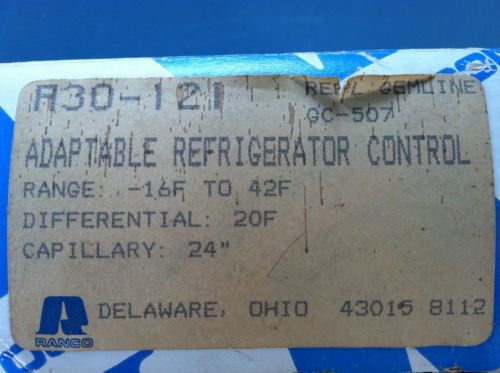 A30-121
REPL GEMLINE
GC-507
ADAPTABLE REFRIGERATOR CONTROL
RANGE: -16F TO 42F
DIFFERENTIAL: 20F
CAPILLARY: 24"
RANCO
DELAWARE, OHIO 43015 8112